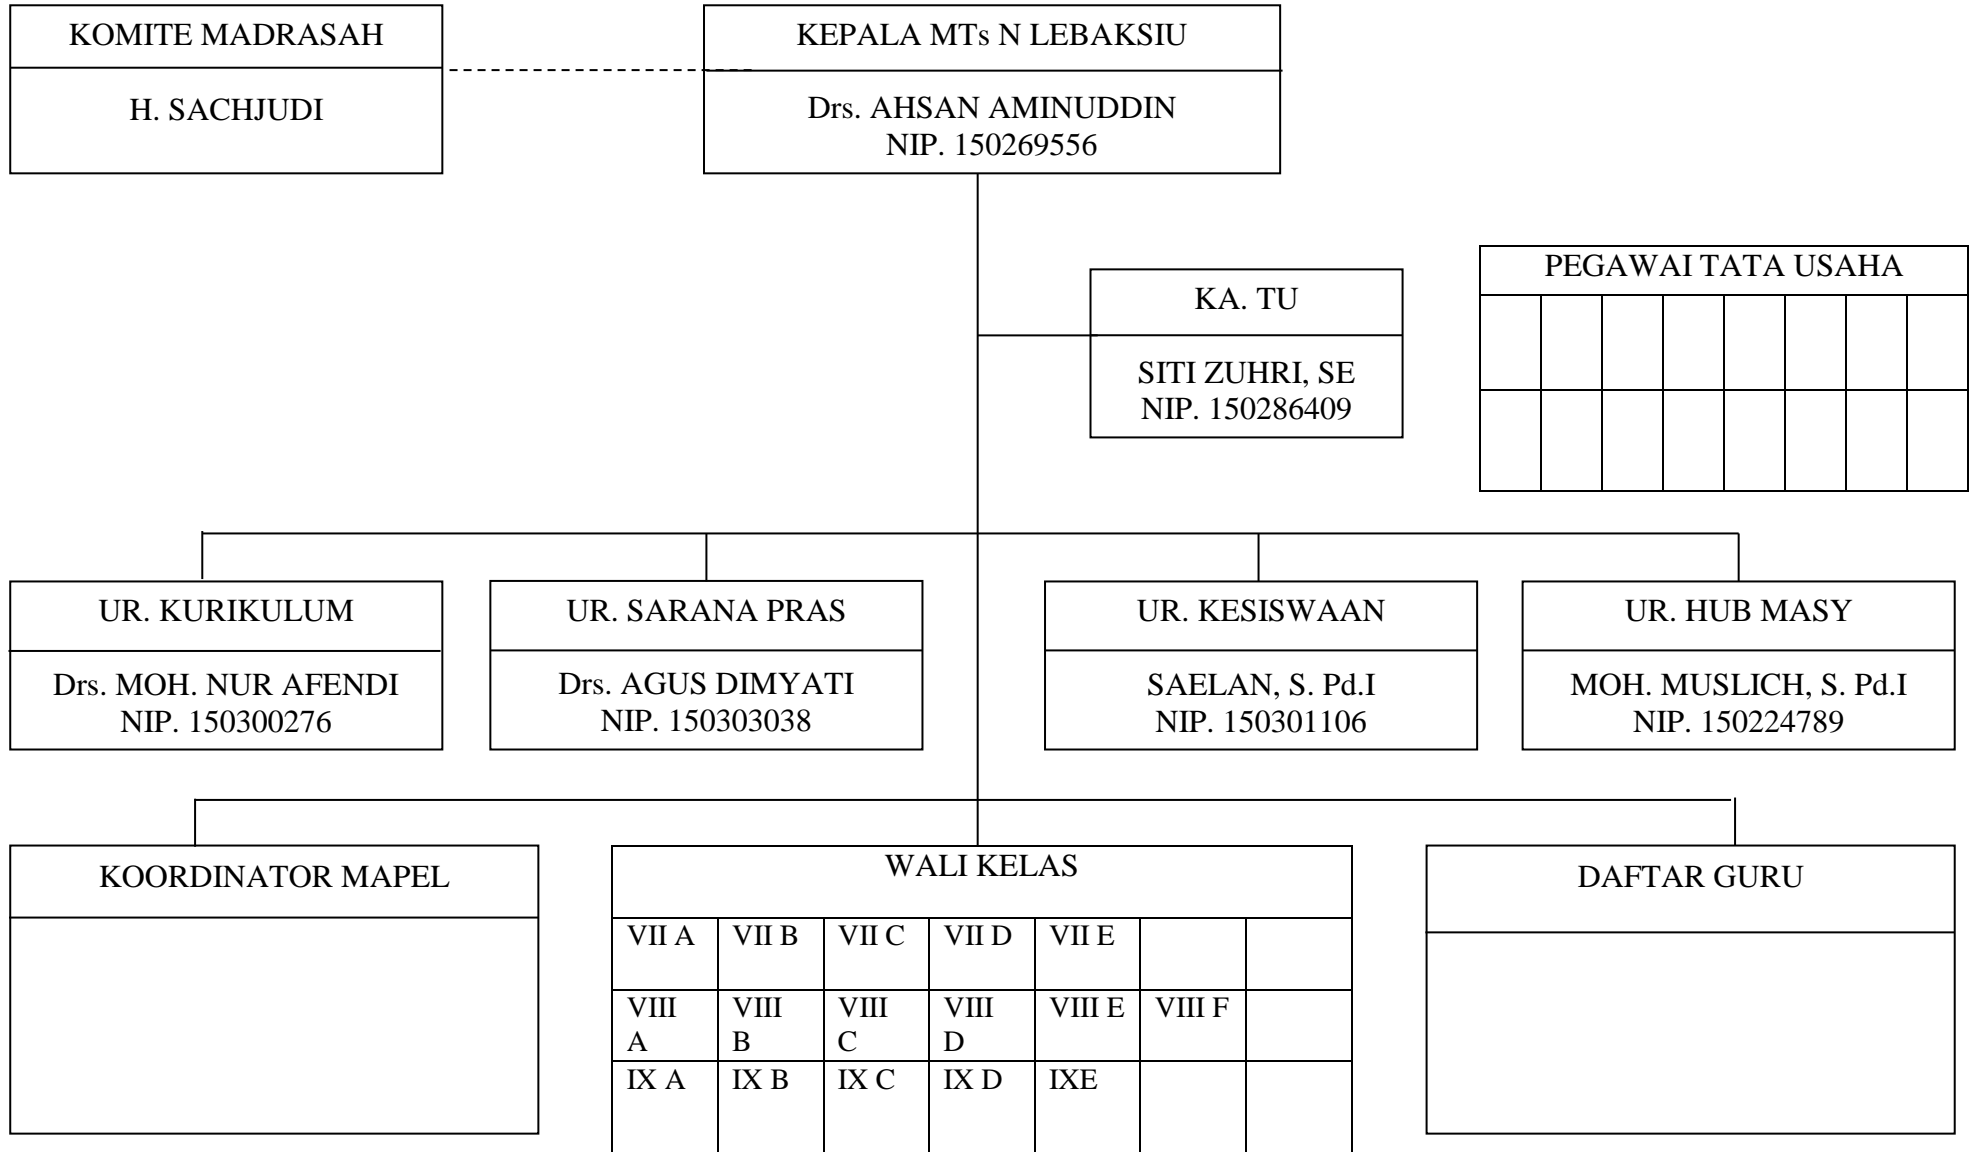 KOMITE MADRASAH
H. SACHJUDI
KEPALA MTs N LEBAKSIU
Drs. AHSAN AMINUDDIN
NIP. 150269556
KA. TU
SITI ZUHRI, SE
NIP. 150286409
PEGAWAI TATA USAHA
UR. KURIKULUM
Drs. MOH. NUR AFENDI
NIP. 150300276
UR. SARANA PRAS
Drs. AGUS DIMYATI
NIP. 150303038
UR. KESISWAAN
SAELAN, S. Pd.I
NIP. 150301106
UR. HUB MASY
MOH. MUSLICH, S. Pd.I
NIP. 150224789
KOORDINATOR MAPEL
WALI KELAS
VII A
VII B
VII C
VII D
VII E
VIII
A
VIII
B
VIII
C
VIII
D
VIII E
VIII F
IX A
IX B
IX C
IX D
IXE
DAFTAR GURU